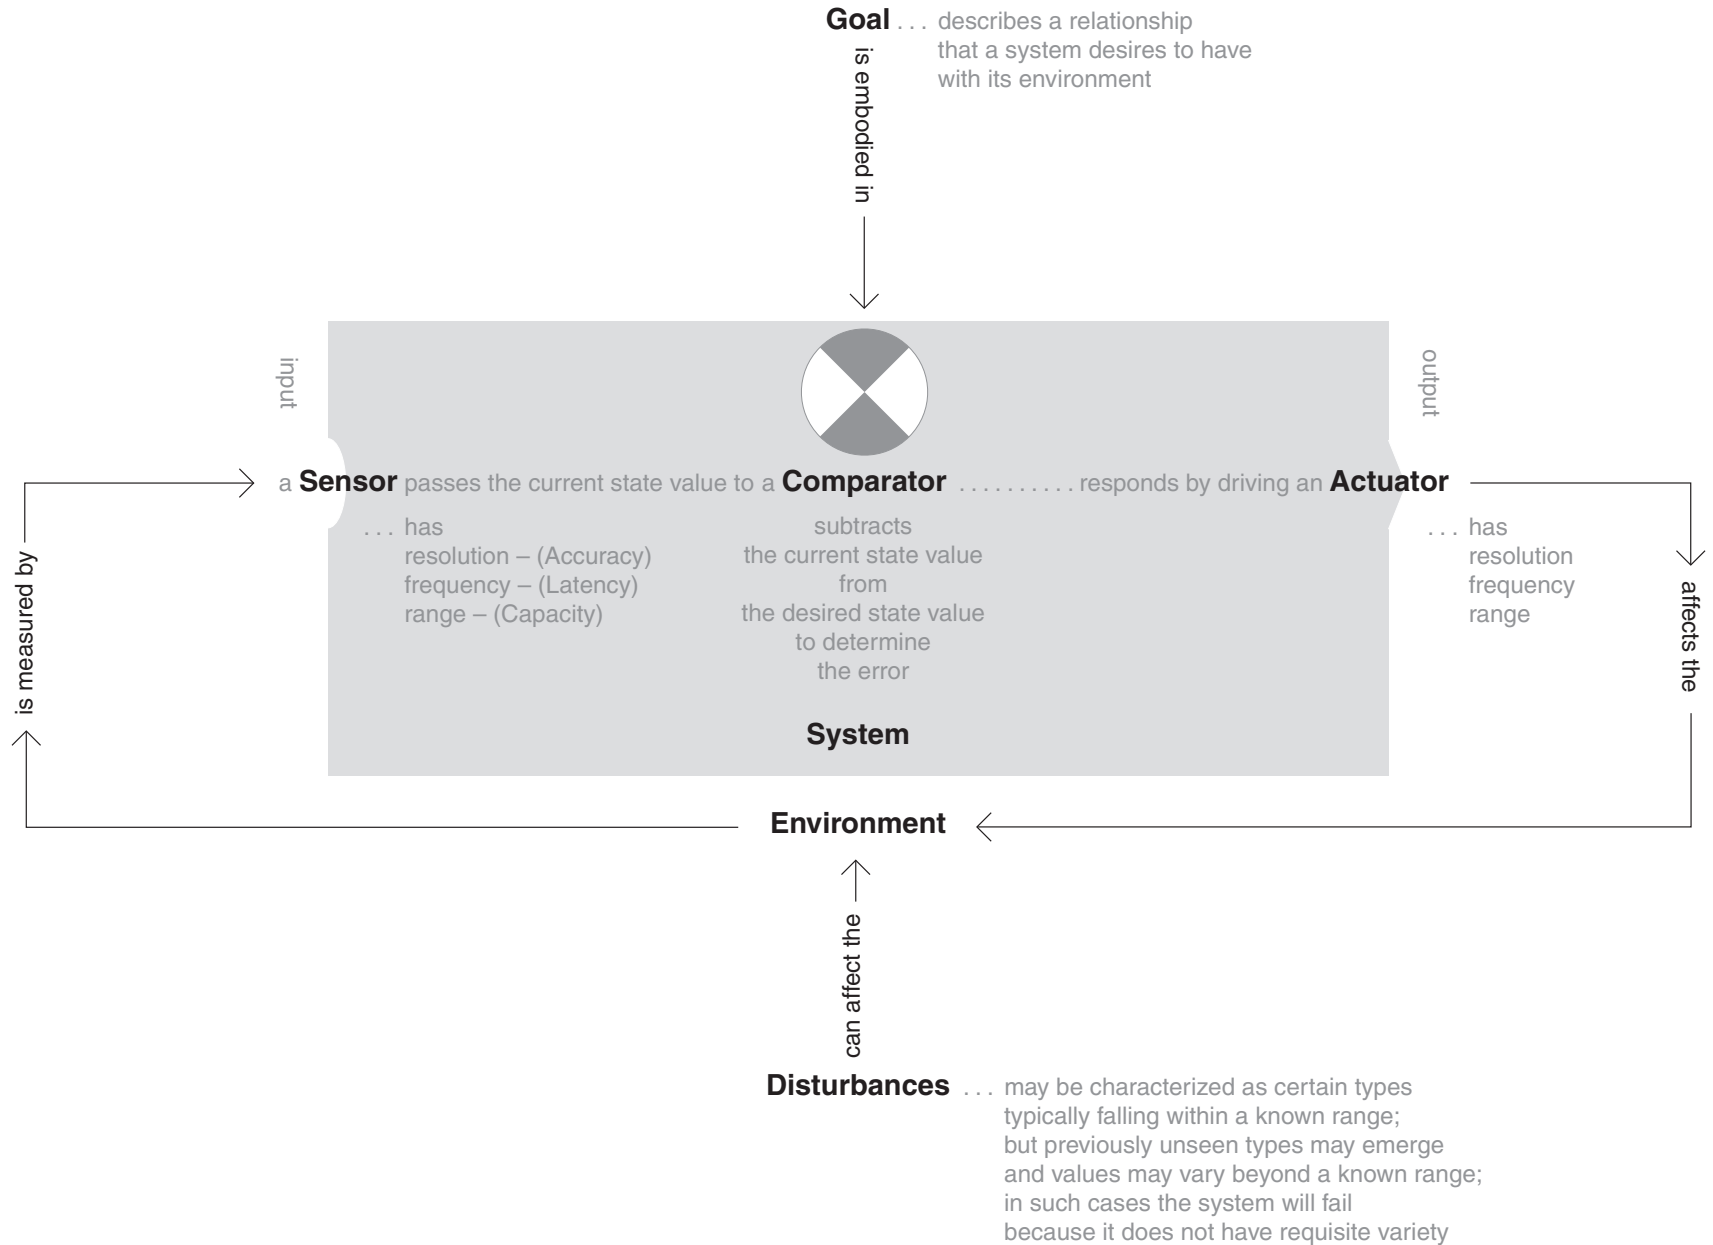 Goal . . . describes a relationship
that a system desires to have
with its environment
is embodied in
input
output
a Sensor passes the current state value to a Comparator . . . . . . . . . . responds by driving an Actuator
. . . has
resolution – (Accuracy)
frequency – (Latency)
range – (Capacity)
subtracts
the current state value
from
the desired state value
to determine
the error
. . . has
resolution
frequency
range
affects the
is measured by
System
Environment
can affect the
Disturbances . . . may be characterized as certain types
typically falling within a known range;
but previously unseen types may emerge
and values may vary beyond a known range;
in such cases the system will fail
because it does not have requisite variety